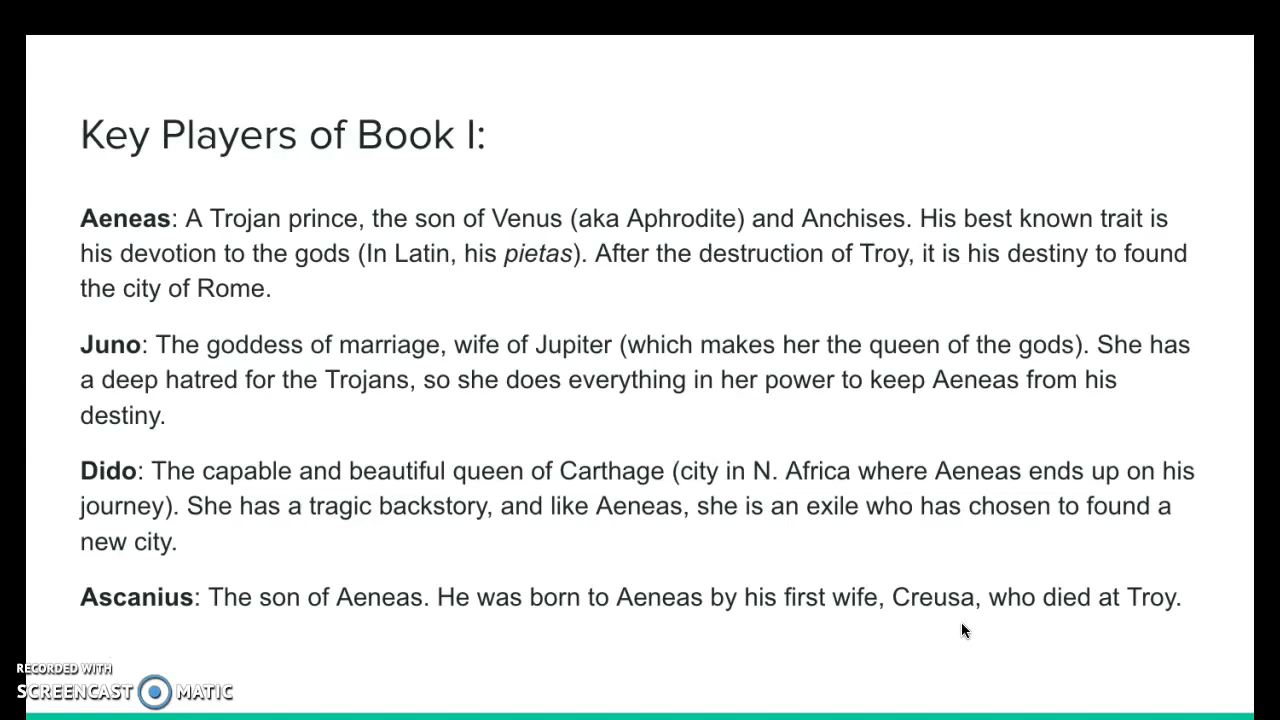 Key Players of Book I:
Aeneas: A Trojan prince, the son of Venus (aka Aphrodite) and Anchises. His best known trait is
his devotion to the gods (In Latin, his pietas). After the destruction of Troy, it is his destiny to found
the city of Rome.
Juno: The goddess of marriage, wife of Jupiter (which makes her the queen of the gods). She has
a deep hatred for the Trojans, so she does everything in her power to keep Aeneas from his
destiny.
Dido: The capable and beautiful queen of Carthage (city in N. Africa where Aeneas ends up on his
journey). She has a tragic backstory, and like Aeneas, she is an exile who has chosen to found a
new city.
Ascanius: The son of Aeneas. He was born to Aeneas by his first wife, Creusa, who died at Troy.
RECORDED WITH
SCREENCAST MATIC